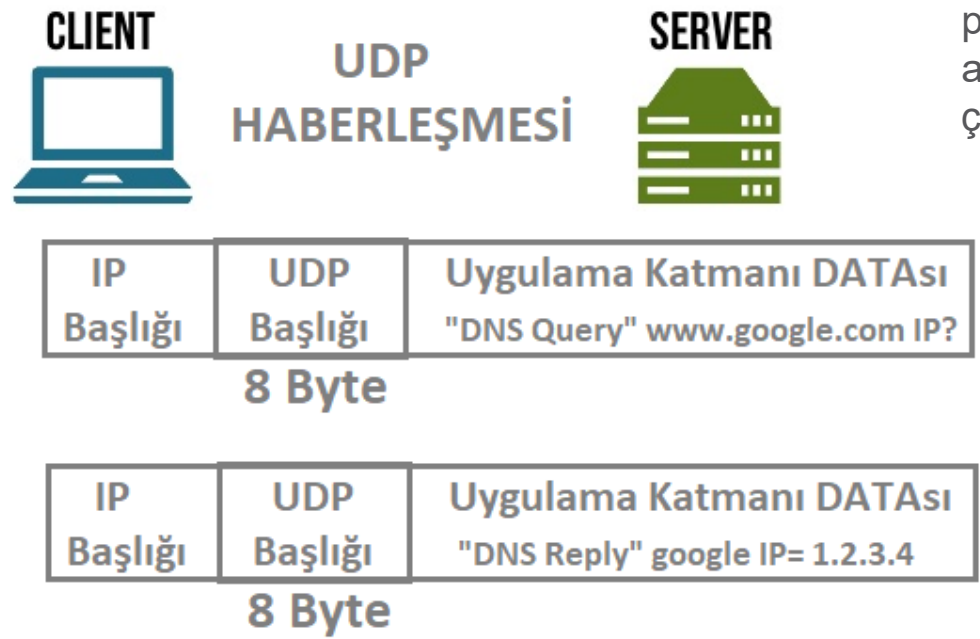 CLIENT
UDP
HABERLEŞMESİ
SERVER
IP Başlığı
UDP Başlığı
Uygulama Katmanı DATAsı
"DNS Query" www.google.com IP?
8 Byte
IP Başlığı
UDP Başlığı
Uygulama Katmanı DATAsı
"DNS Reply" google IP= 1.2.3.4
8 Byte